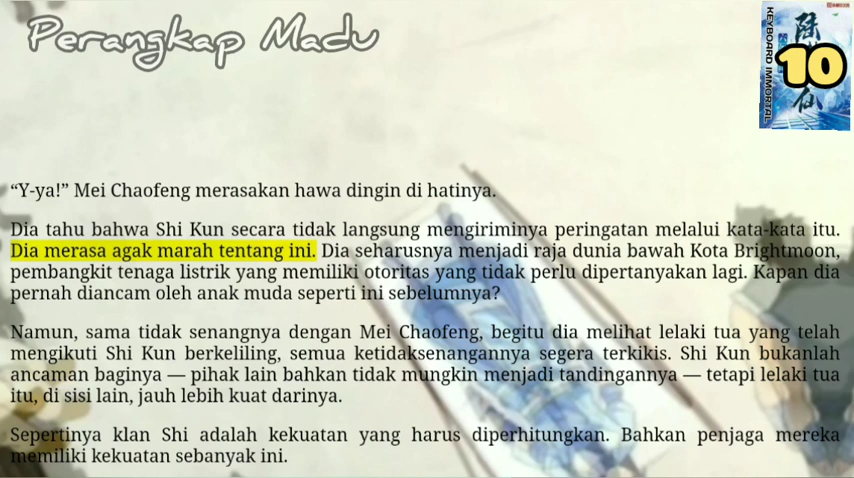 Perangkap Madu
KEYBOARD IMMORTAL
10
“Y-ya!” Mei Chaofeng merasakan hawa dingin di hatinya.
Dia tahu bahwa Shi Kun secara tidak langsung mengiriminya peringatan melalui kata-kata itu.
Dia merasa agak marah tentang ini. Dia seharusnya menjadi raja dunia bawah Kota Brightmoon,
pembangkit tenaga listrik yang memiliki otoritas yang tidak perlu dipertanyakan lagi. Kapan dia
pernah diancam oleh anak muda seperti ini sebelumnya?
Namun, sama tidak senangnya dengan Mei Chaofeng, begitu dia melihat lelaki tua yang telah
mengikuti Shi Kun berkeliling, semua ketidaksenangannya segera terkikis. Shi Kun bukanlah
ancaman baginya — pihak lain bahkan tidak mungkin menjadi tandingannya — tetapi lelaki tua
itu, di sisi lain, jauh lebih kuat darinya.
Sepertinya klan Shi adalah kekuatan yang harus diperhitungkan. Bahkan penjaga mereka
memiliki kekuatan sebanyak ini.